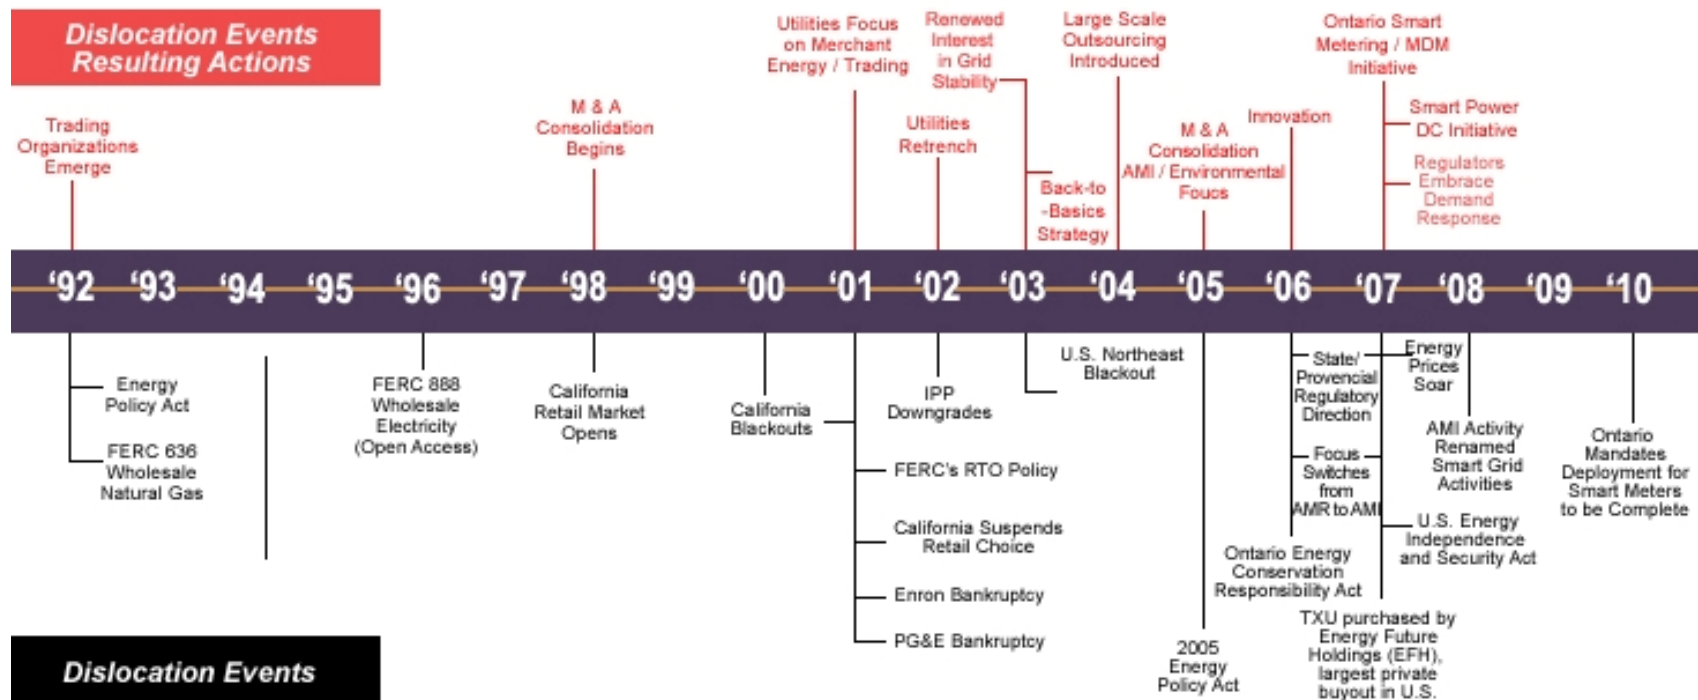 Dislocation Events
Resulting Actions
Trading
Organizations
Emerge
M & A
Consolidation
Begins
Utilities Focus
on Merchant
Energy / Trading
Utilities
Retrench
Renewed
Interest
in Grid
Stability
Back-to
-Basics
Strategy
Large Scale
Outsourcing
Introduced
M & A
Consolidation
AMI / Environmental
Foucs
Innovation
Ontario Smart
Metering / MDM
Initiative
Smart Power
DC Initiative
Regulators
Embrace
Demand
Response
‘92 ‘93 ‘94 ‘95 ‘96 ‘97 ‘98 ‘99 ‘00 ‘01 ‘02 ‘03 ‘04 ‘05 ‘06 ‘07 ‘08 ‘09 ‘10
Energy
Policy Act
FERC 636
Wholesale
Natural Gas
FERC 888
Wholesale
Electricity
(Open Access)
California
Retail Market
Opens
California
Blackouts
IPP
Downgrades
FERC's RTO Policy
California Suspends
Retail Choice
Enron Bankruptcy
PG&E Bankruptcy
U.S. Northeast
Blackout
2005
Energy
Policy Act
State/
Provencial
Regulatory
Direction
Focus
Switches
from
AMR to AMI
Ontario Energy
Conservation
Responsibility Act
Energy
Prices
Soar
U.S. Energy
Independence
and Security Act
TXU purchased by
Energy Future
Holdings (EFH),
largest private
buyout in U.S.
AMI Activity
Renamed
Smart Grid
Activities
Ontario
Mandates
Deployment for
Smart Meters
to be Complete
Dislocation Events